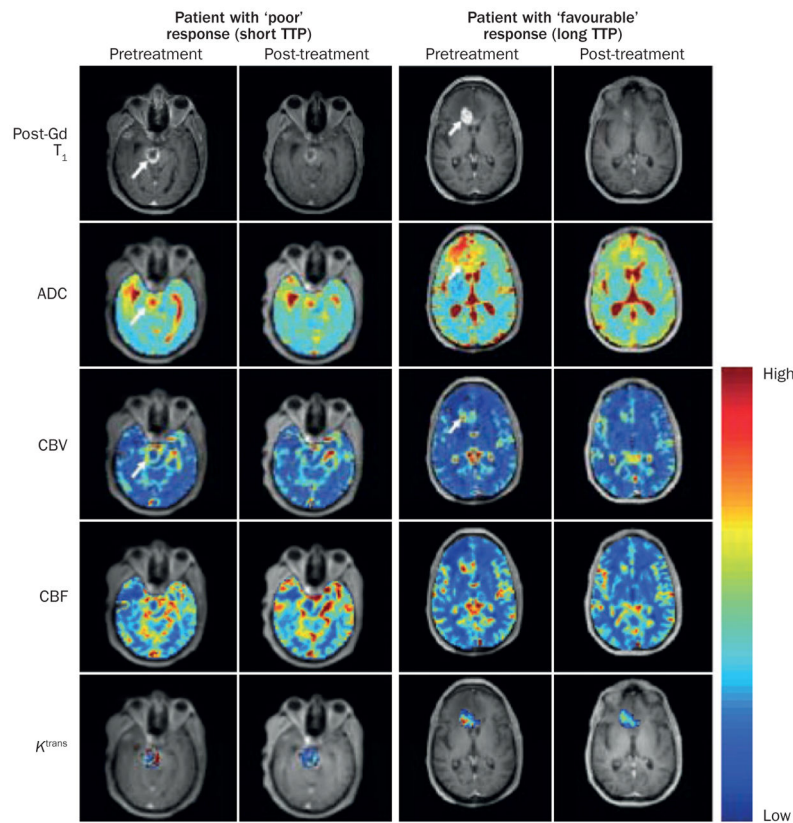 Patient with ‘poor’
response (short TTP)
Patient with ‘favourable’
response (long TTP)
Pretreatment
Post-treatment
Pretreatment
Post-treatment
Post-Gd
T1
ADC
CBV
CBF
Ktrans
High
Low